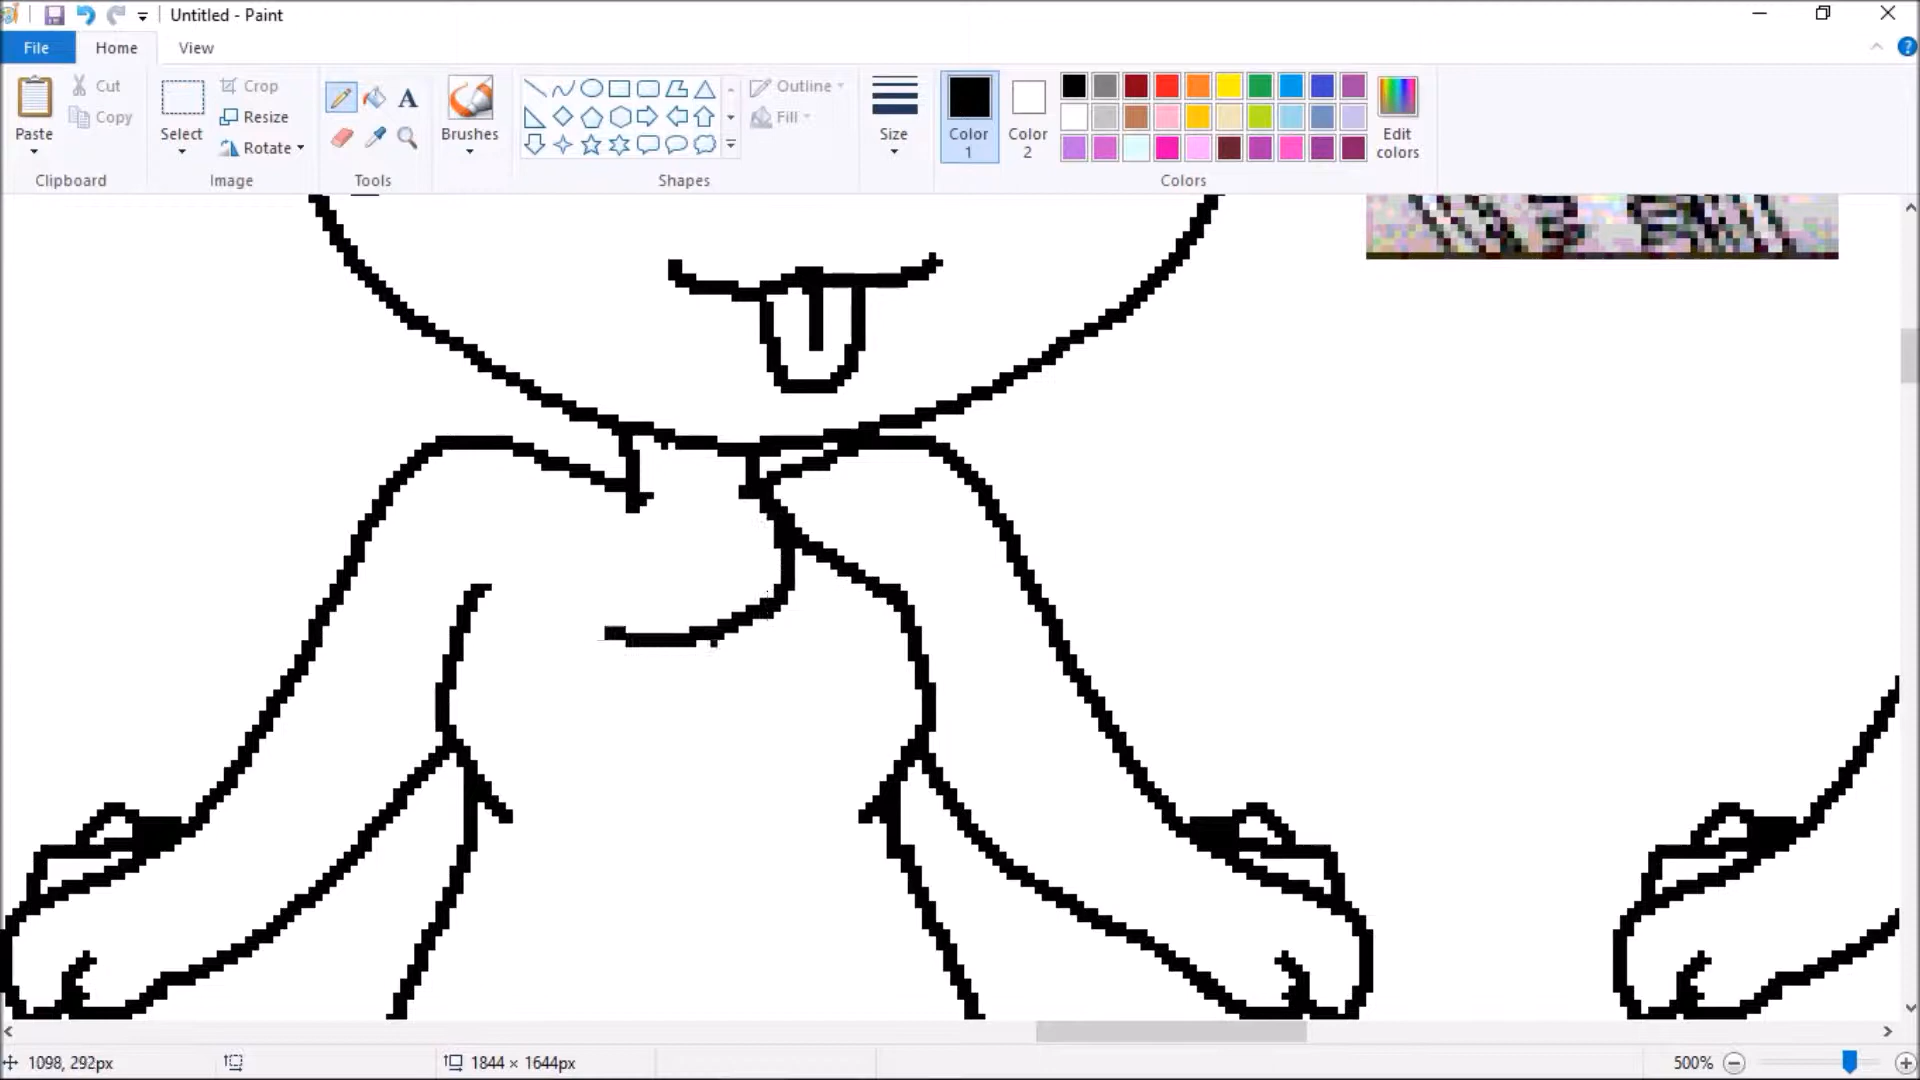 Untitled - Paint
File Home View
Paste Cut Copy Clipboard
Select Crop Resize Rotate Image
A Tools
Brushes
Outline Fill Shapes
Size
Color 1 Color 2
Edit colors Colors
1098, 292px 1844 × 1644px 500%